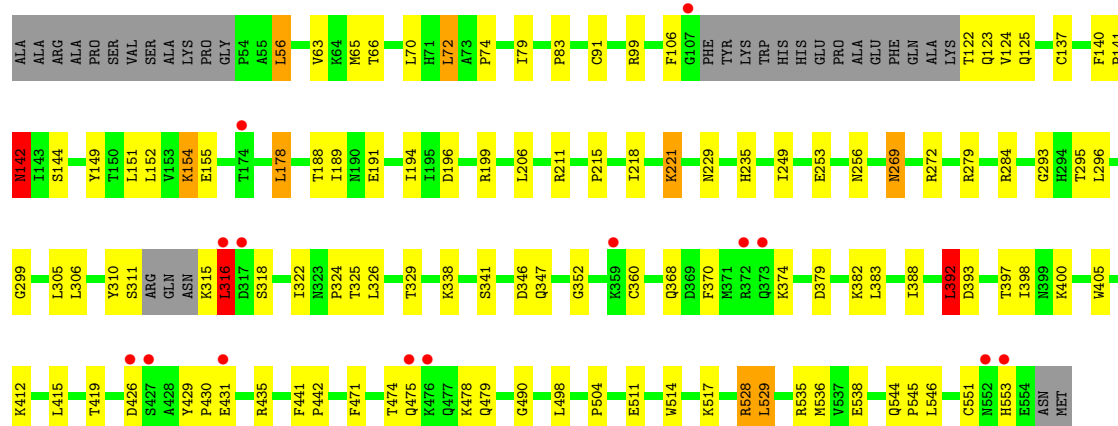 ALA ALA ARG ALA PRO SER VAL SER ALA LYS PRO GLY P54 A55 L56 V63 K64 M65 T66 L70 H71 L72 A73 P74 I79 P83 C91 R99 F106 G107 PHE TYR LYS TRP HIS HIS GLU PRO ALA GLU PHE GLN ALA LYS T122 Q123 V124 Q125 C137 F140 P141
N142 I143 S144 Y149 T150 L151 L152 V153 K154 E155 T174 L178 T188 I189 N190 E191 I194 I195 D196 R199 L206 R211 P215 I218 K221 N229 H235 I249 E253 N256 N269 R272 R279 R284 G293 H294 T295 L296
G299 L305 L306 Y310 S311 ARG GLN ASN K315 L316 D317 S318 I322 N323 P324 T325 L326 T329 K338 S341 D346 Q347 G352 K359 C360 Q368 D369 F370 M371 R372 Q373 K374 D379 K382 L383 I388 L392 D393 T397 I398 N399 K400 W405
K412 L415 T419 D426 S427 A428 Y429 P430 E431 R435 F441 P442 F471 T474 Q475 K476 Q477 K478 Q479 G490 L498 P504 E511 W514 K517 R528 L529 R535 M536 V537 E538 Q544 P545 L546 C551 N552 H553 E554 ASN MET